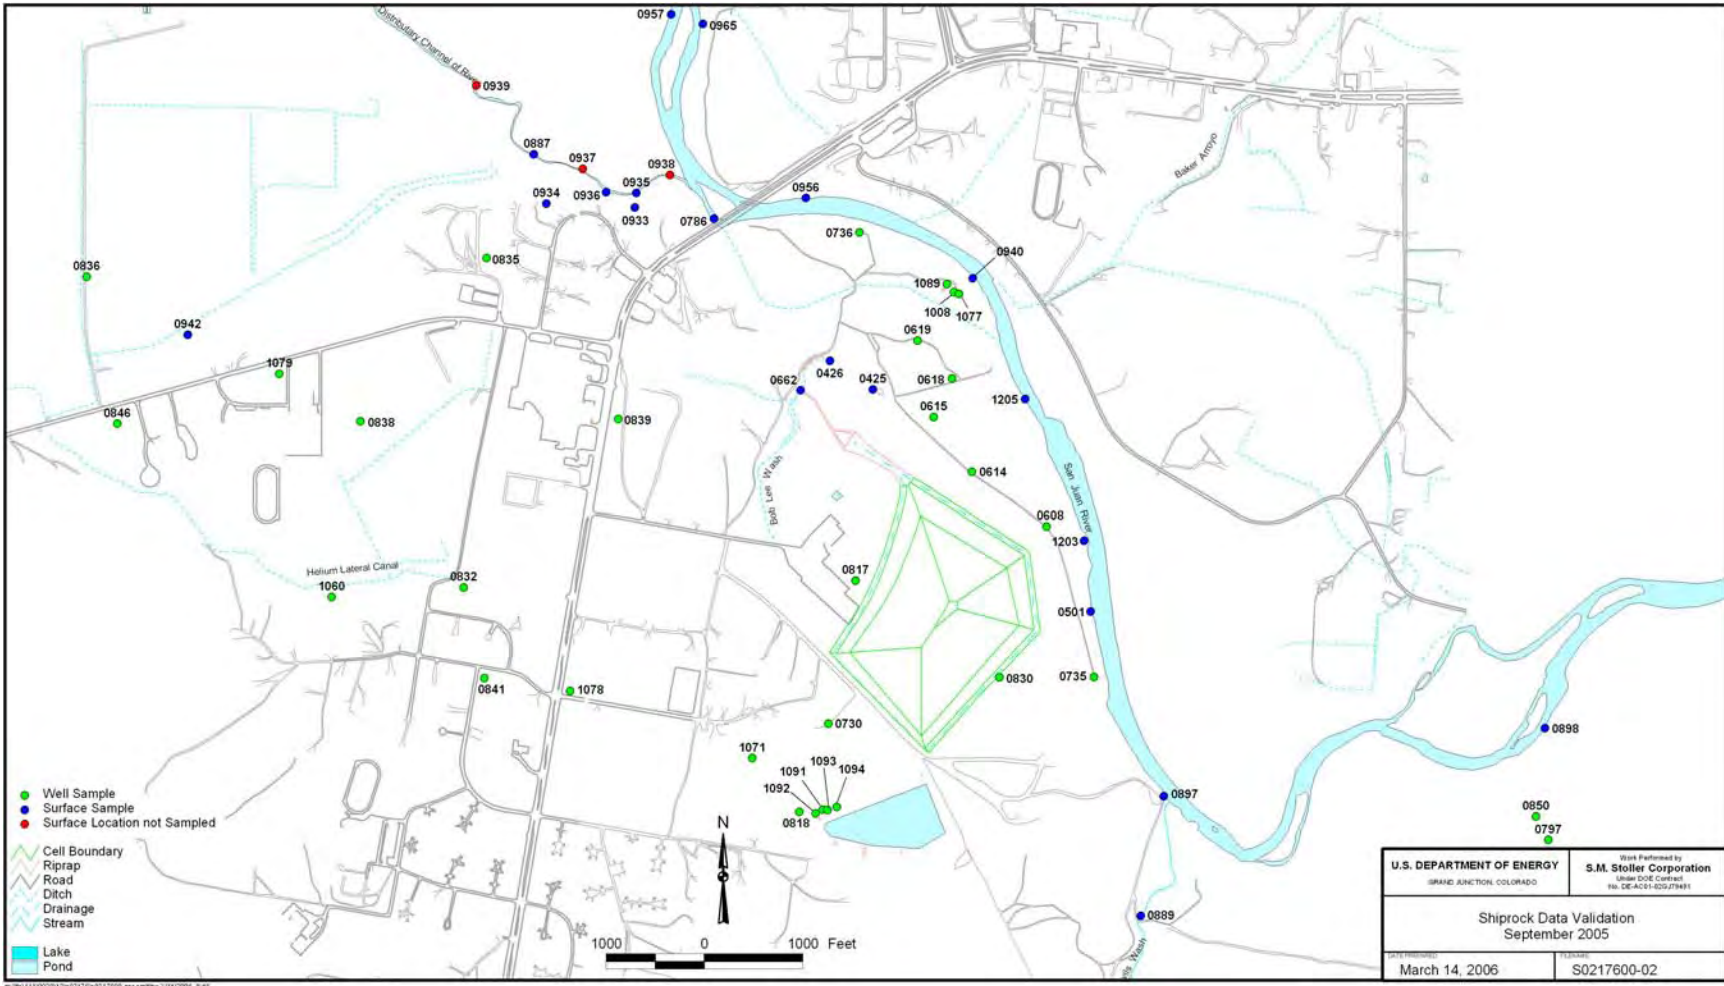 0957
0965
Distributary Channel of River
0939
0887
0937
0938
0934
0936
0935
0933
0786
0956
0736
0940
Baker Arroyo
0836
0835
1089
1008
1077
0942
0619
1079
0426
0662
0425
0618
1205
0846
0838
0839
0615
0614
San Juan River
Bob Lee Wash
0608
1203
0817
Helium Lateral Canal
1060
0832
0501
0841
1078
0830
0735
0730
0898
1071
1093
1091
1094
1092
0818
0897
0850
0797
0889
Well Sample
Surface Sample
Surface Location not Sampled
Cell Boundary
Riprap
Road
Ditch
Drainage
Stream
Lake
Pond
N
1000 0 1000 Feet
U.S. DEPARTMENT OF ENERGY
GRAND JUNCTION, COLORADO
Work Performed by
S.M. Stoller Corporation
Under DOE Contract
Shiprock Data Validation
September 2005
DATE PREPARED:
March 14, 2006
FILENAME:
S0217600-02